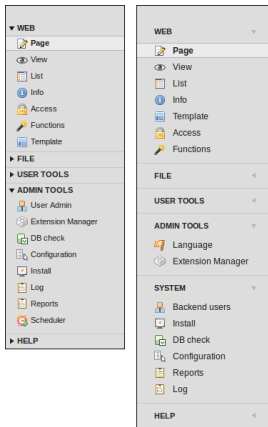 WEB
Page
View
List
Info
Access
Functions
Template
FILE
USER TOOLS
ADMIN TOOLS
User Admin
Extension Manager
DB check
Configuration
Install
Log
Reports
Scheduler
HELP
WEB
Page
View
List
Info
Template
Access
Functions
FILE
USER TOOLS
ADMIN TOOLS
Language
Extension Manager
SYSTEM
Backend users
Install
DB check
Configuration
Reports
Log
HELP